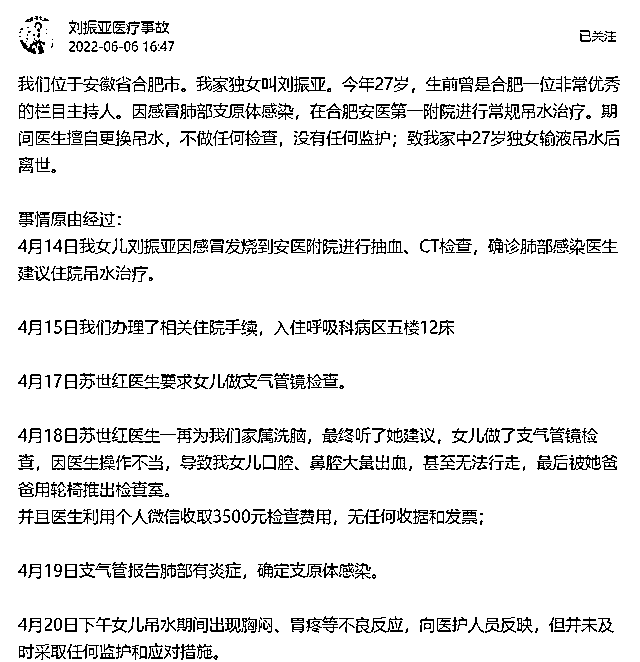 刘振亚医疗事故
2022-06-06 16:47
已关注
我们位于安徽省合肥市。我家独女叫刘振亚。今年27岁，生前曾是合肥一位非常优秀
的栏目主持人。因感冒肺部支原体感染，在合肥安医第一附院进行常规吊水治疗。期
间医生擅自更换吊水，不做任何检查，没有任何监护；致我家中27岁独女输液吊水后
离世。
事情原由经过：
4月14日我女儿刘振亚因感冒发烧到安医附院进行抽血、CT检查，确诊肺部感染医生
建议住院吊水治疗。
4月15日我们办理了相关住院手续，入住呼吸科病区五楼12床
4月17日苏世红医生要求女儿做支气管镜检查。
4月18日苏世红医生一再为我们家属洗脑，最终听了她建议，女儿做了支气管镜检
查，因医生操作不当，导致我女儿口腔、鼻腔大量出血，甚至无法行走，最后被她爸
爸用轮椅推出检查室。
并且医生利用个人微信收取3500元检查费用，无任何收据和发票；
4月19日支气管报告肺部有炎症，确定支原体感染。
4月20日下午女儿吊水期间出现胸闷、胃疼等不良反应，向医护人员反映，但并未及
时采取任何监护和应对措施。